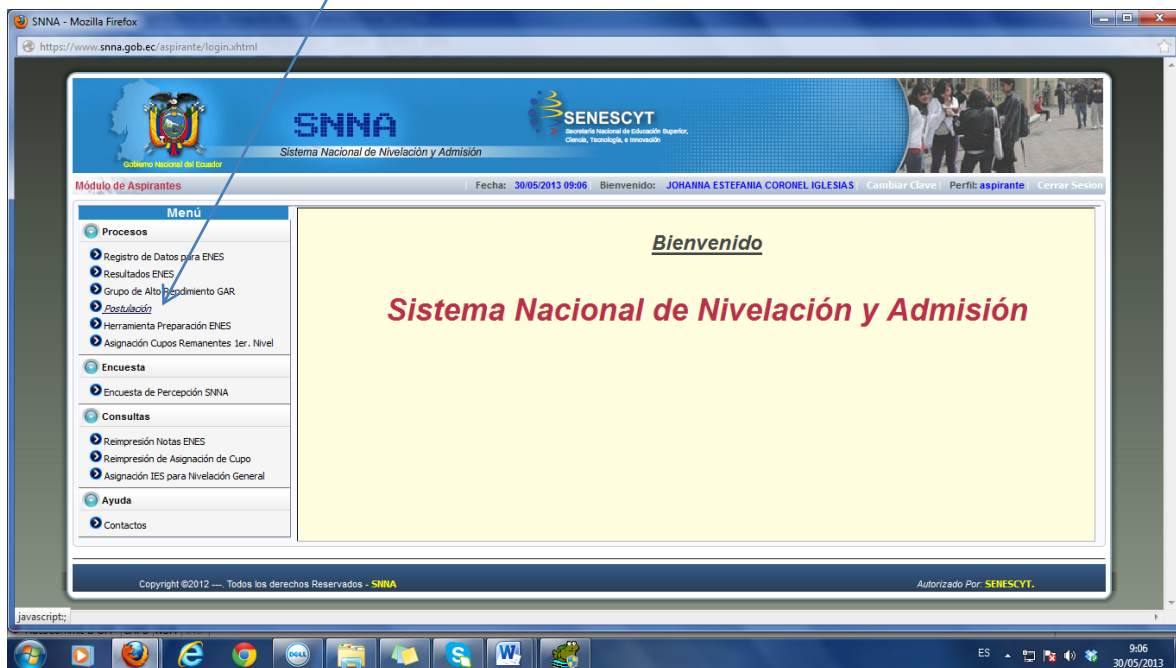 SNNA - Mozilla Firefox
https://www.snna.gob.ec/aspirante/login.xhtml
Gobierno Nacional del Ecuador
SNNA
Sistema Nacional de Nivelación y Admisión
SENESCYT
Secretaría Nacional de Educación Superior,
Ciencia, Tecnología, e Innovación
Módulo de Aspirantes
Fecha: 30/05/2013 09:06 | Bienvenido: JOHANNA ESTEFANIA CORONEL IGLESIAS | Cambiar Clave | Perfil: aspirante | Cerrar Sesion
Menú
Procesos
Registro de Datos para ENES
Resultados ENES
Grupo de Alto Rendimiento GAR
Postulación
Herramienta Preparación ENES
Asignación Cupos Remanentes 1er. Nivel
Encuesta
Encuesta de Percepción SNNA
Consultas
Reimpresión Notas ENES
Reimpresión de Asignación de Cupo
Asignación IES para Nivelación General
Ayuda
Contactos
Bienvenido
Sistema Nacional de Nivelación y Admisión
Copyright ©2012 ---. Todos los derechos Reservados - SNNA
Autorizado Por: SENESCYT.
javascript:;
DELL
ES
9:06
30/05/2013